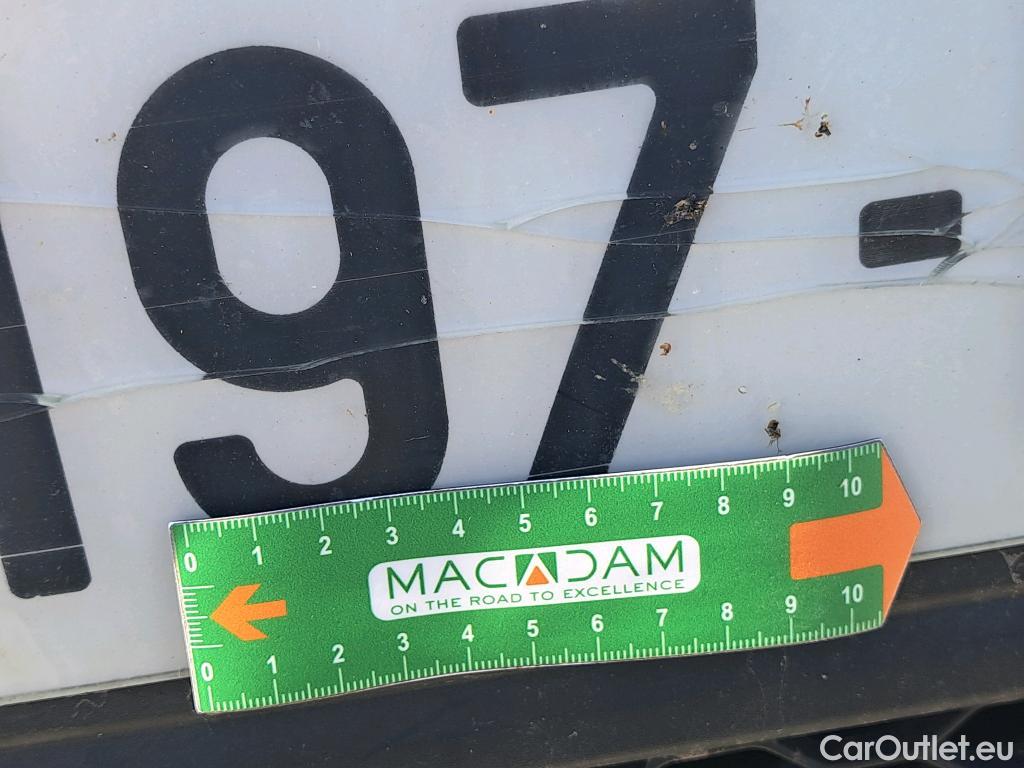 197-
0 1 2 3 4 5 6 7 8 9 10
MACADAM
ON THE ROAD TO EXCELLENCE
0 1 2 3 4 5 6 7 8 9 10
CarOutlet.eu